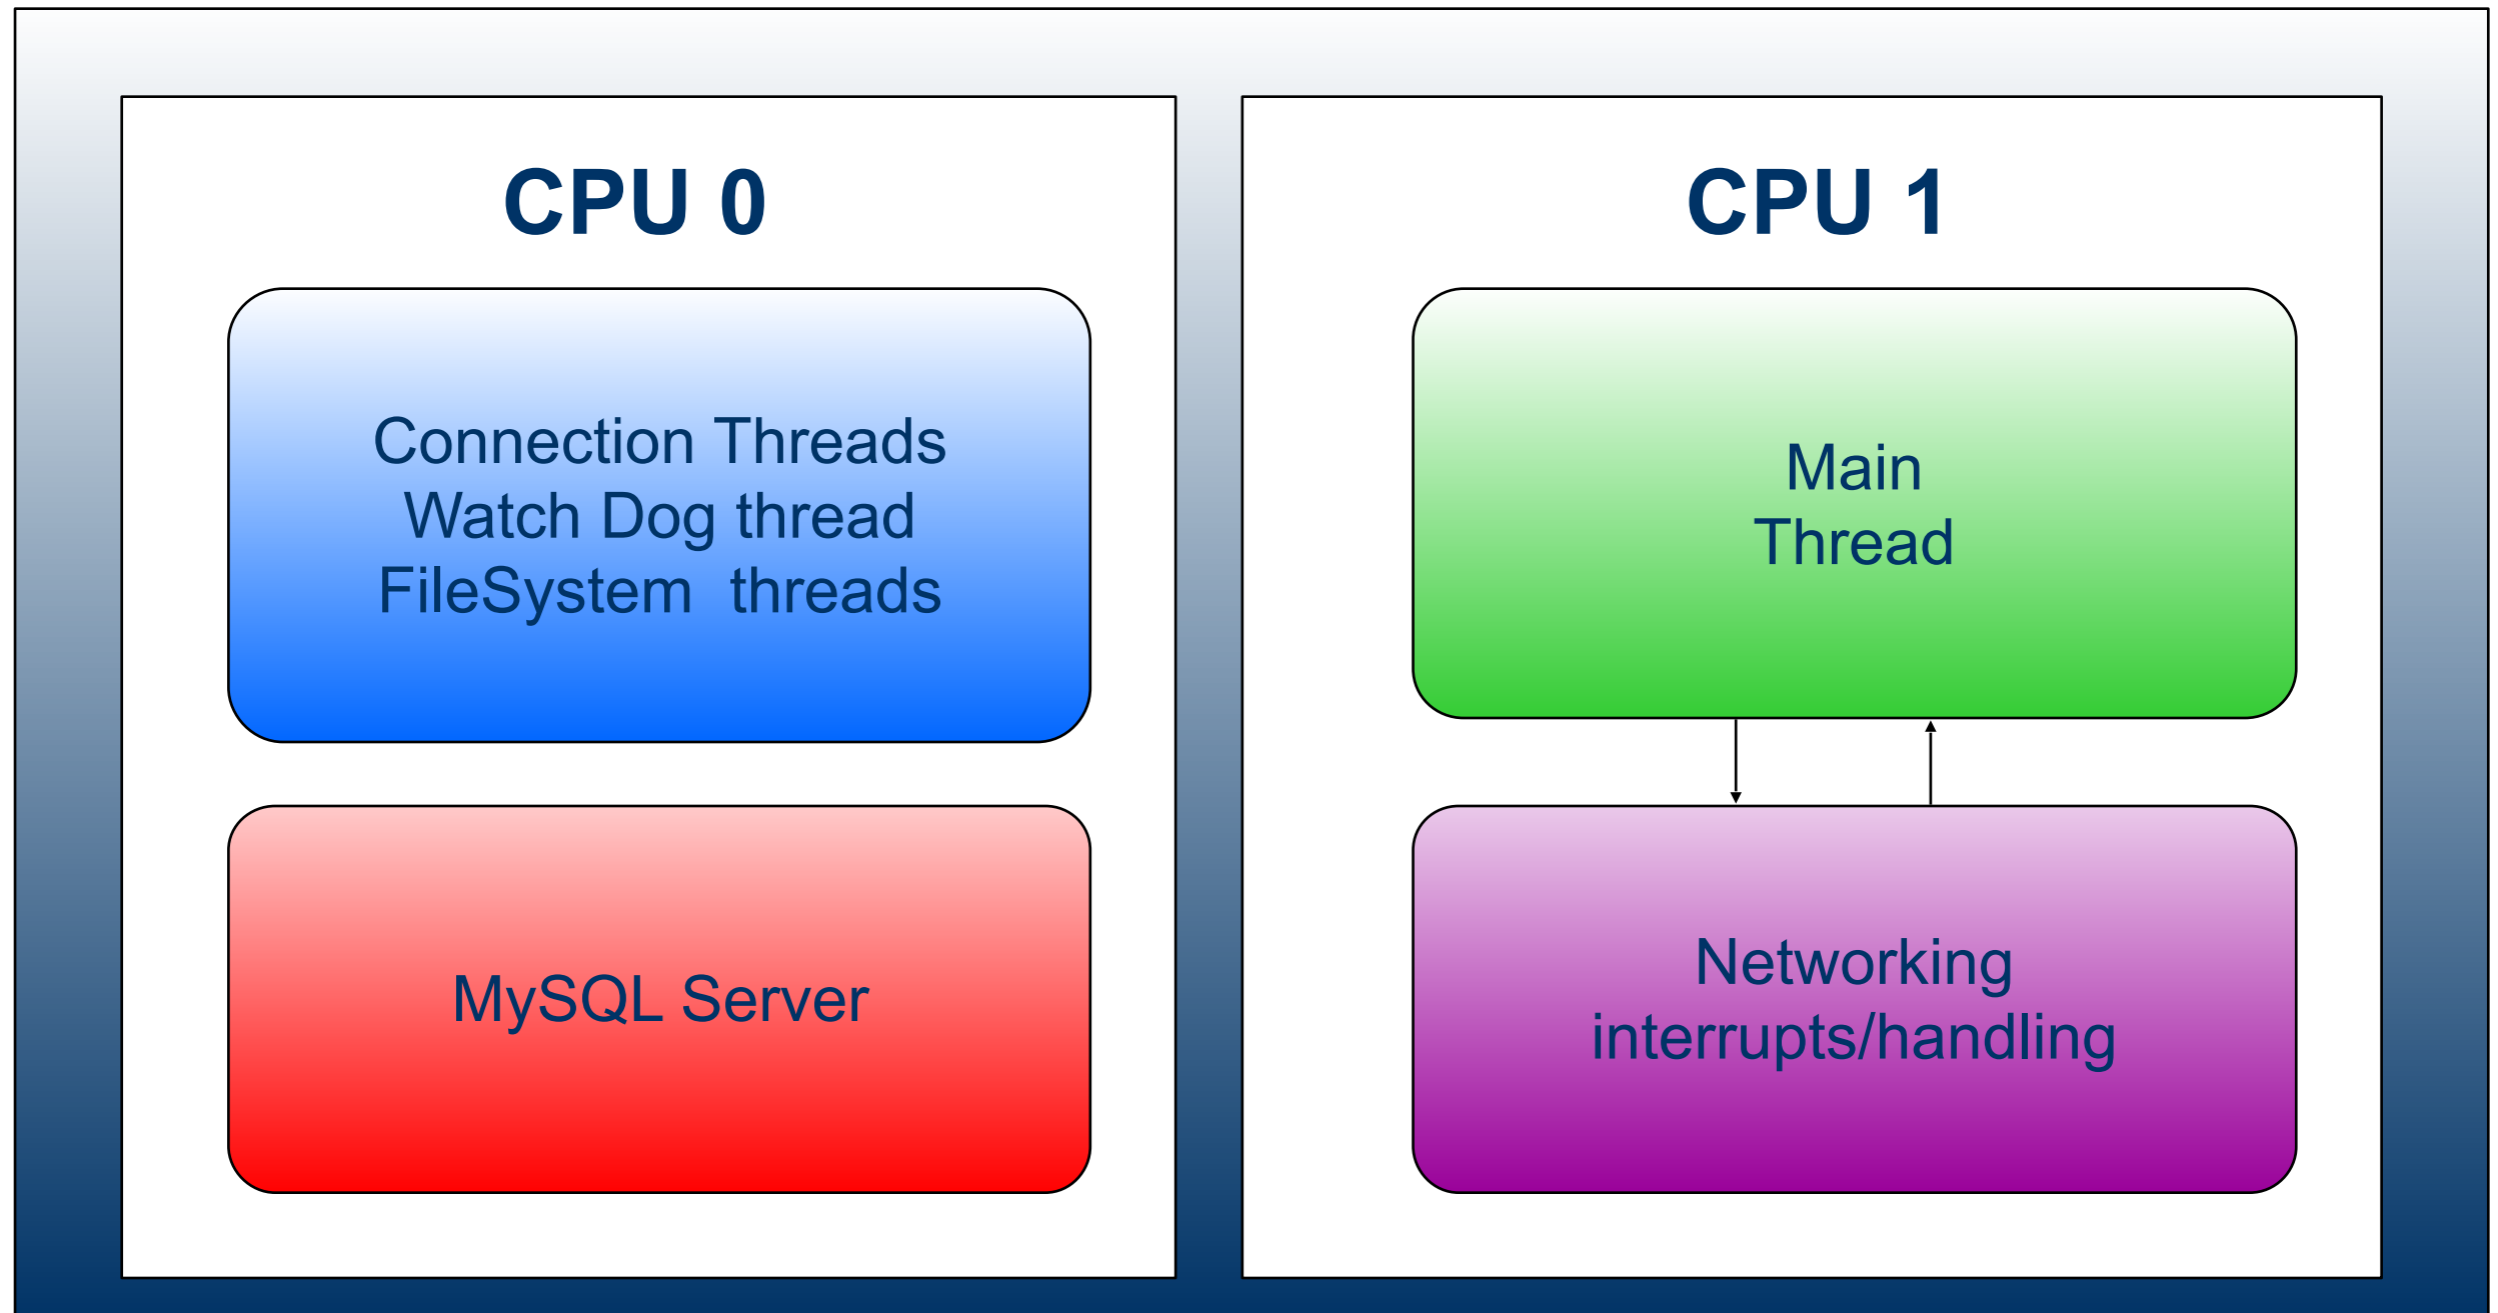 CPU 0
Connection Threads
Watch Dog thread
FileSystem  threads
MySQL Server
CPU 1
Main
Thread
Networking
interrupts/handling